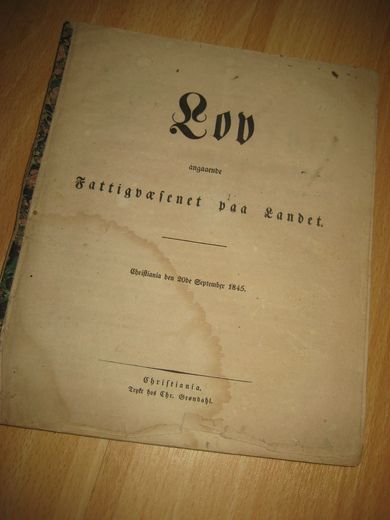 Lov
angaaende
Fattigvæsenet paa Landet.
Christiania den 20de September 1845.
Christiania.
Trykt hos Chr. Grøndahl.